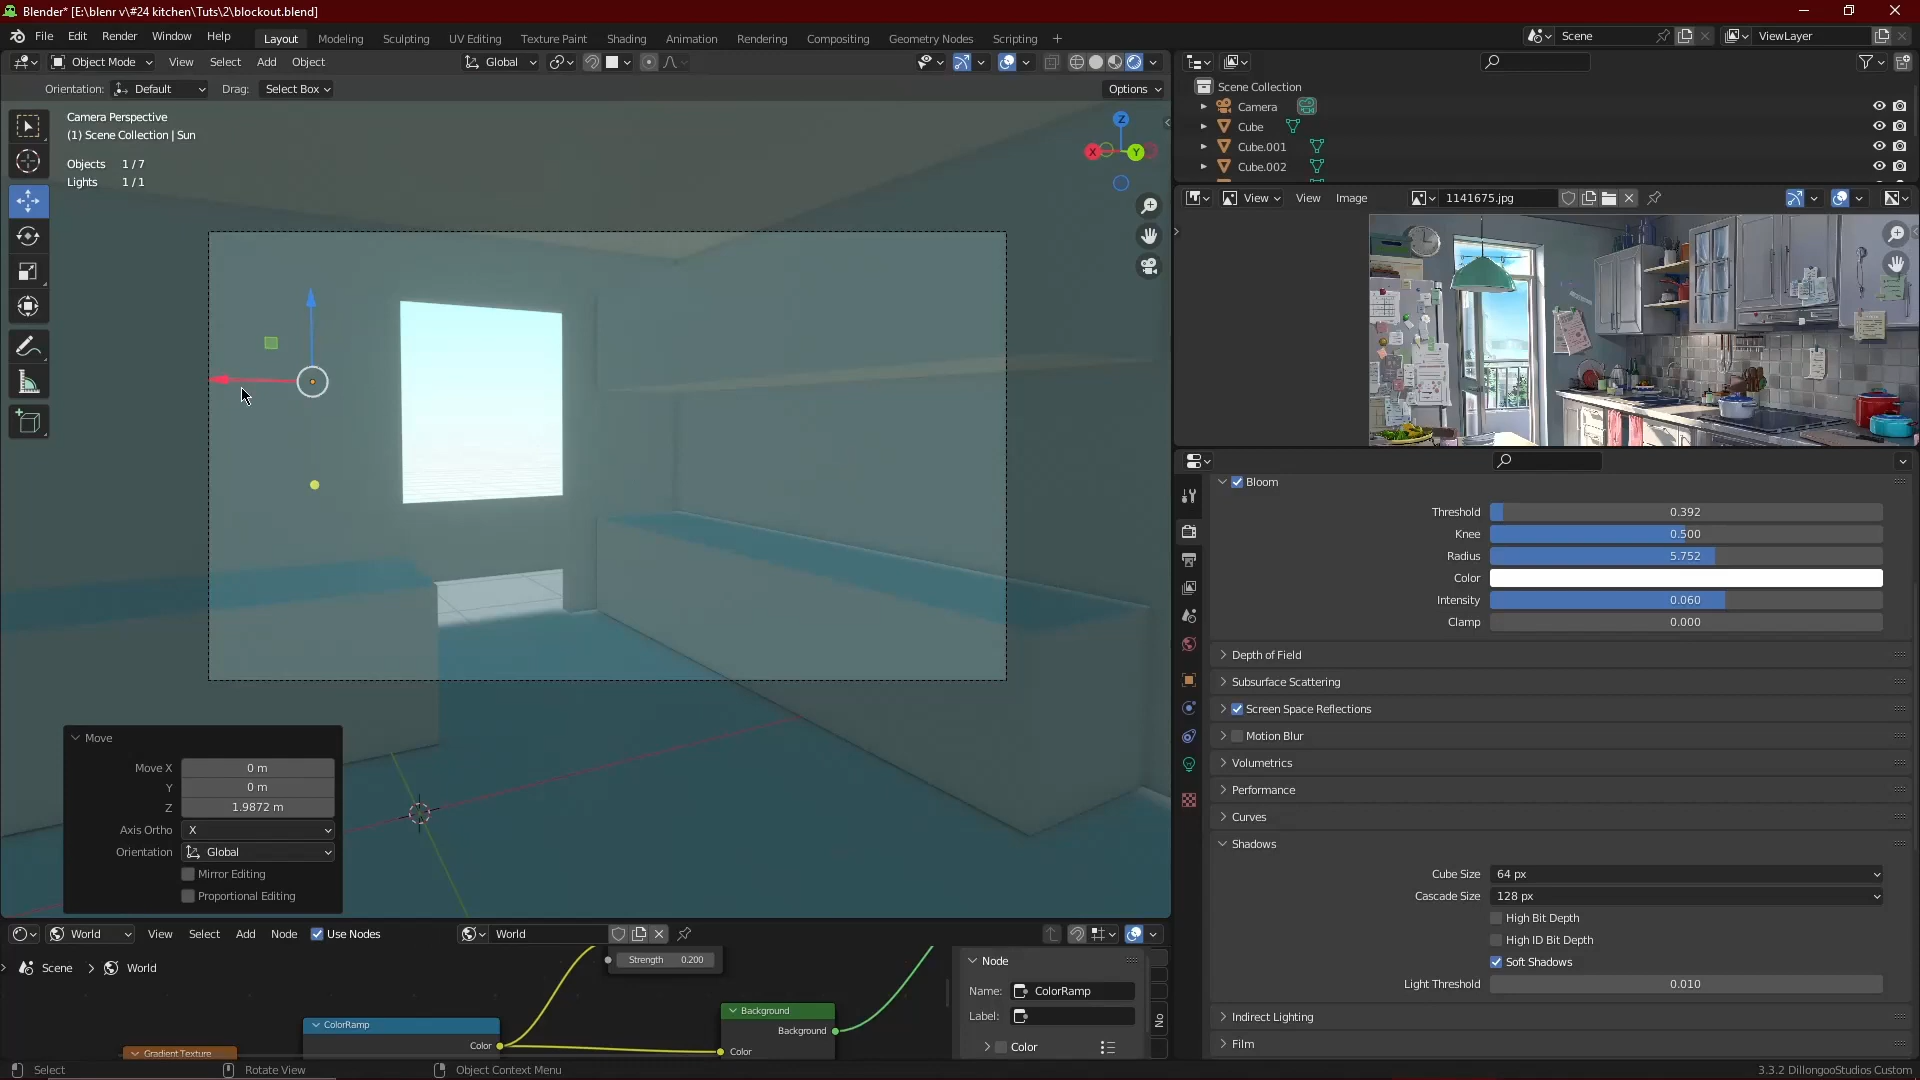 Blender* [E:\blenr v\#24 kitchen\Tuts\2\blockout.blend]
File Edit Render Window Help
Layout Modeling Sculpting UV Editing Texture Paint Shading Animation Rendering Compositing Geometry Nodes Scripting +
Scene
ViewLayer
Object Mode View Select Add Object
Global
Orientation: Default Drag: Select Box
Options
Camera Perspective
(1) Scene Collection | Sun
Objects 1/7
Lights 1/1
Z
X
Y
Scene Collection
Camera
Cube
Cube.001
Cube.002
View View Image 1141675.jpg
Bloom
Threshold 0.392
Knee 0.500
Radius 5.752
Color
Intensity 0.060
Clamp 0.000
Depth of Field
Subsurface Scattering
Screen Space Reflections
Motion Blur
Volumetrics
Performance
Curves
Shadows
Cube Size 64 px
Cascade Size 128 px
High Bit Depth
High ID Bit Depth
Soft Shadows
Light Threshold 0.010
Indirect Lighting
Film
Move
Move X 0 m
Y 0 m
Z 1.9872 m
Axis Ortho X
Orientation Global
Mirror Editing
Proportional Editing
World View Select Add Node Use Nodes World
Scene > World
Strength 0.200
ColorRamp
Color
Gradient Texture
Background
Background
Color
Node
Name: ColorRamp
Label:
Color
No
Select Rotate View Object Context Menu
3.3.2 DillongooStudios Custom